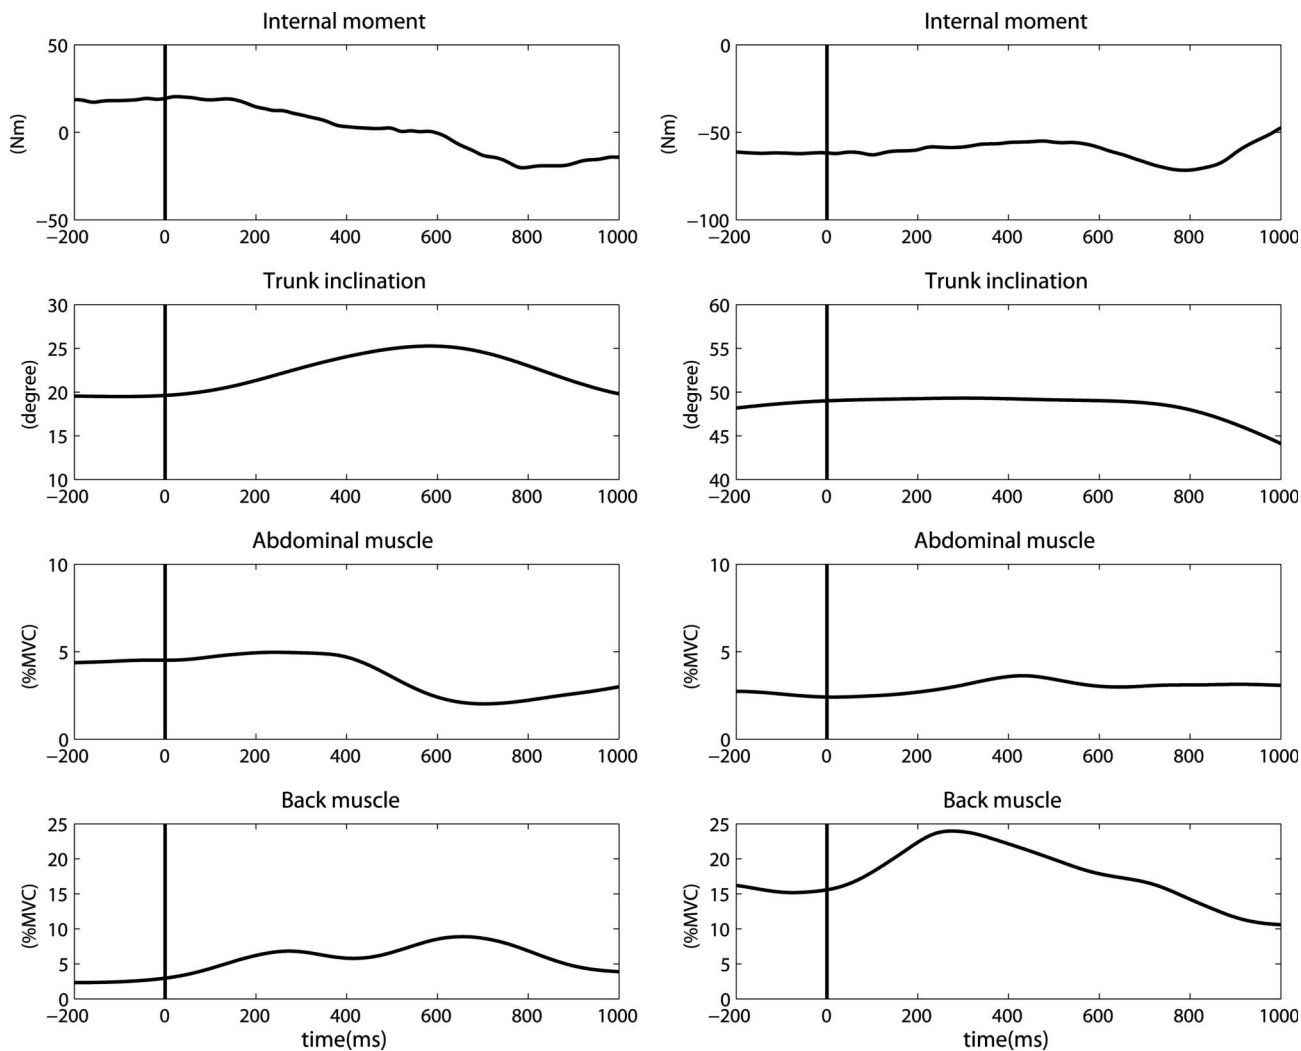 Internal moment
50
0
−50
(Nm)
−200 0 200 400 600 800 1000
Internal moment
0
−50
−100
(Nm)
−200 0 200 400 600 800 1000
Trunk inclination
30
25
20
15
10
(degree)
−200 0 200 400 600 800 1000
Trunk inclination
60
55
50
45
40
(degree)
−200 0 200 400 600 800 1000
Abdominal muscle
10
5
0
(%MVC)
−200 0 200 400 600 800 1000
Abdominal muscle
10
5
0
(%MVC)
−200 0 200 400 600 800 1000
Back muscle
25
20
15
10
5
0
(%MVC)
−200 0 200 400 600 800 1000
time(ms)
Back muscle
25
20
15
10
5
0
(%MVC)
−200 0 200 400 600 800 1000
time(ms)